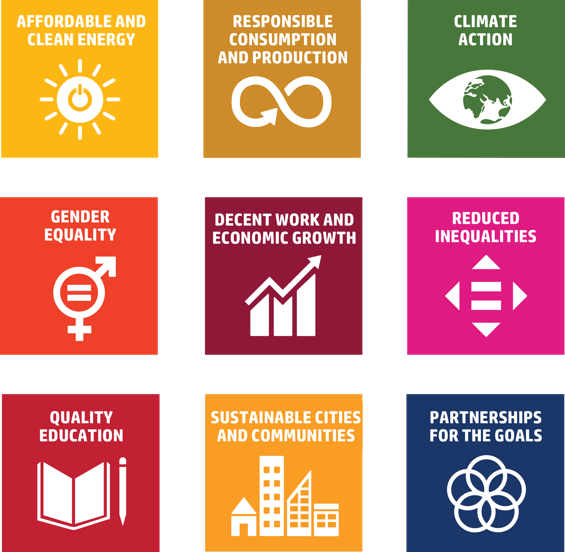 AFFORDABLE AND
CLEAN ENERGY
RESPONSIBLE
CONSUMPTION
AND PRODUCTION
CLIMATE
ACTION
GENDER
EQUALITY
DECENT WORK AND
ECONOMIC GROWTH
REDUCED
INEQUALITIES
QUALITY
EDUCATION
SUSTAINABLE CITIES
AND COMMUNITIES
PARTNERSHIPS
FOR THE GOALS